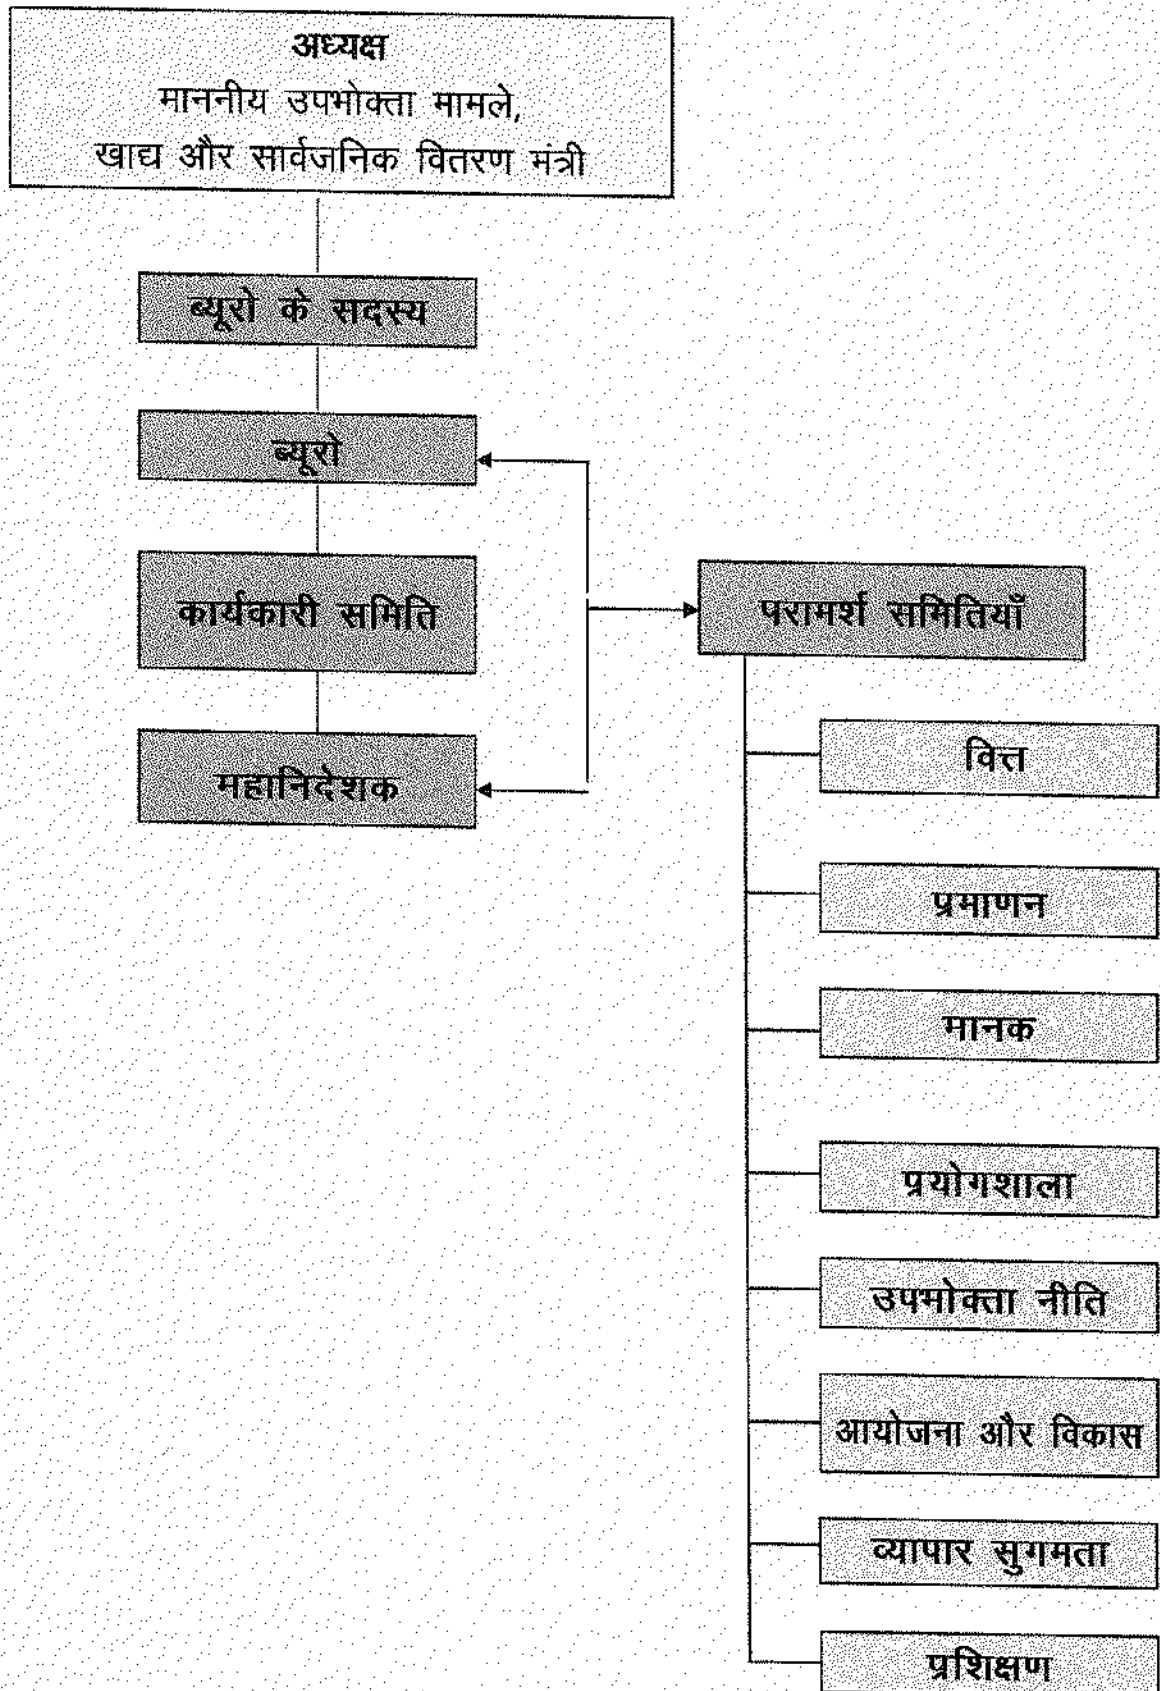 अध्यक्ष
माननीय उपभोक्ता मामले,
खाद्य और सार्वजनिक वितरण मंत्री
ब्यूरो के सदस्य
ब्यूरो
कार्यकारी समिति
महानिदेशक
परामर्श समितियाँ
वित्त
प्रमाणन
मानक
प्रयोगशाला
उपभोक्ता नीति
आयोजना और विकास
व्यापार सुगमता
प्रशिक्षण